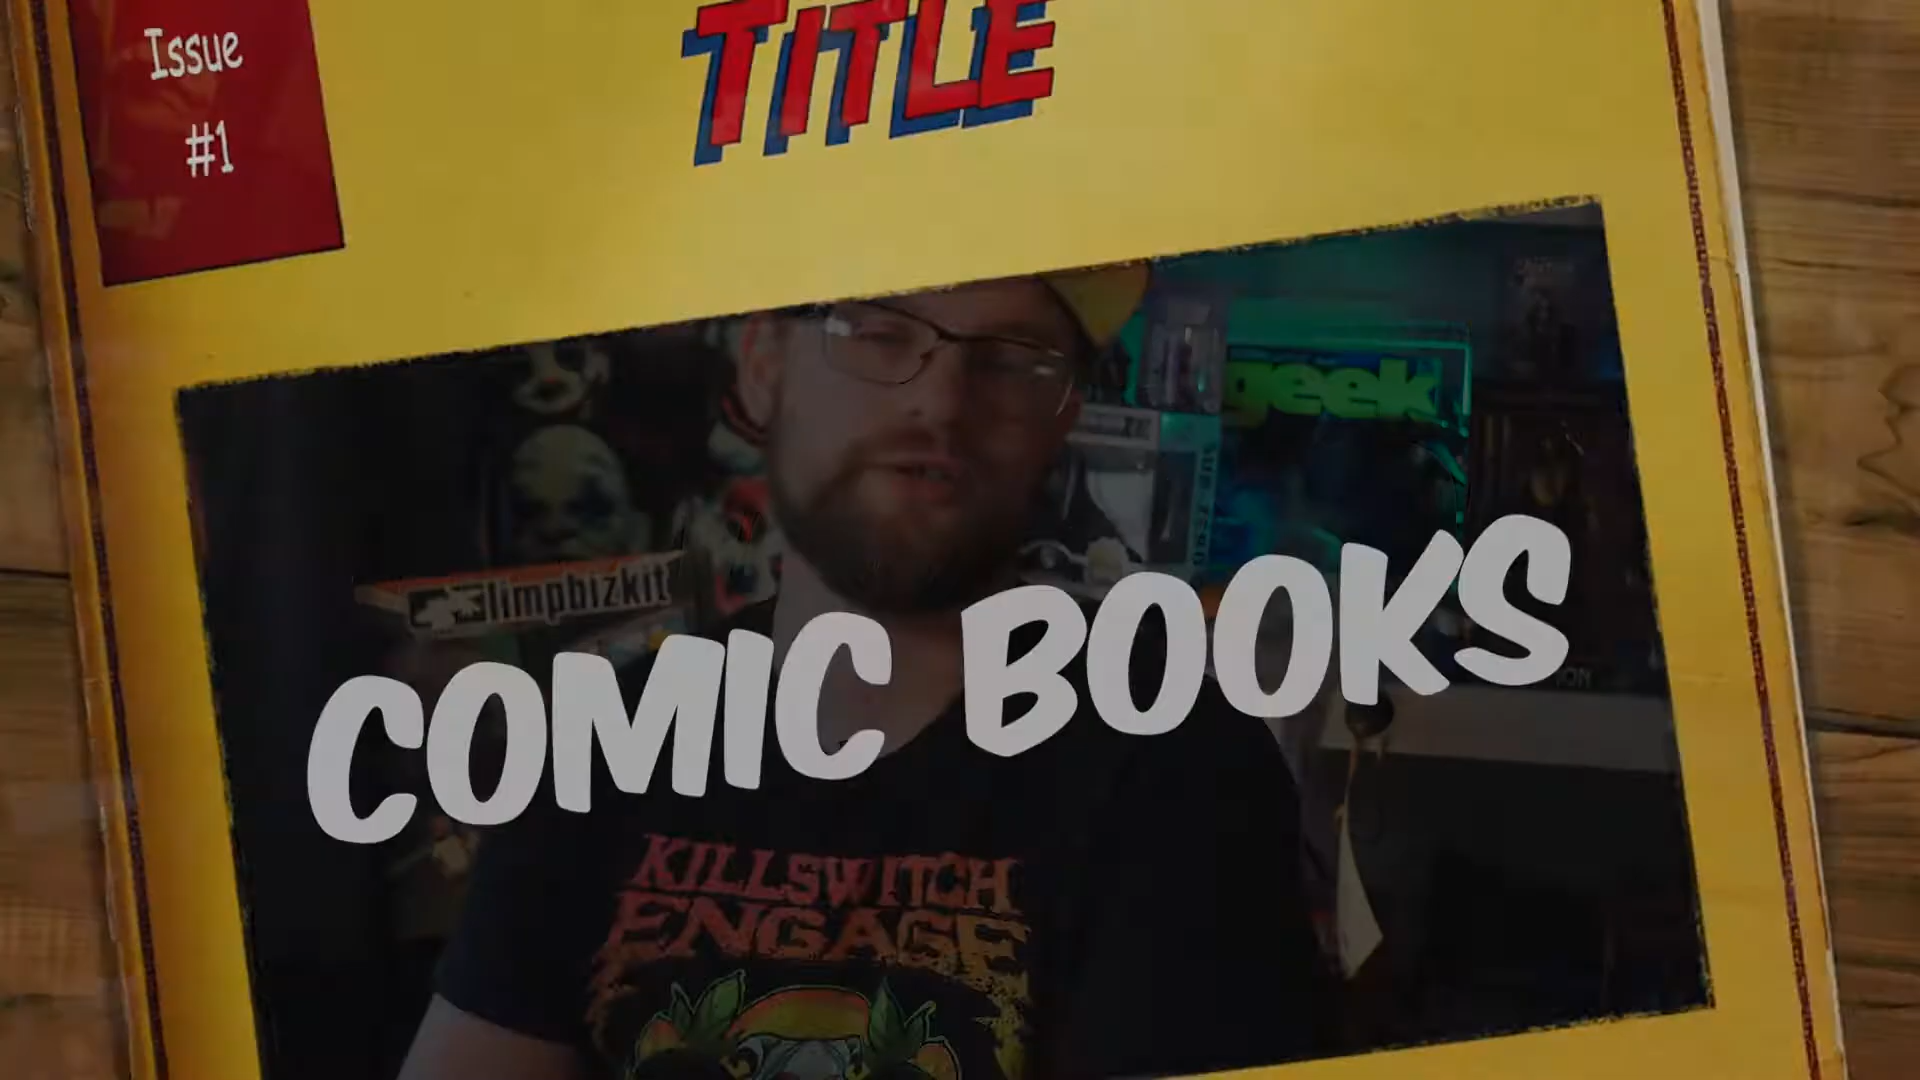 Issue
#1
TITLE
geek
limpbizkit
COMIC BOOKS
KILLSWITCH
ENGAGE